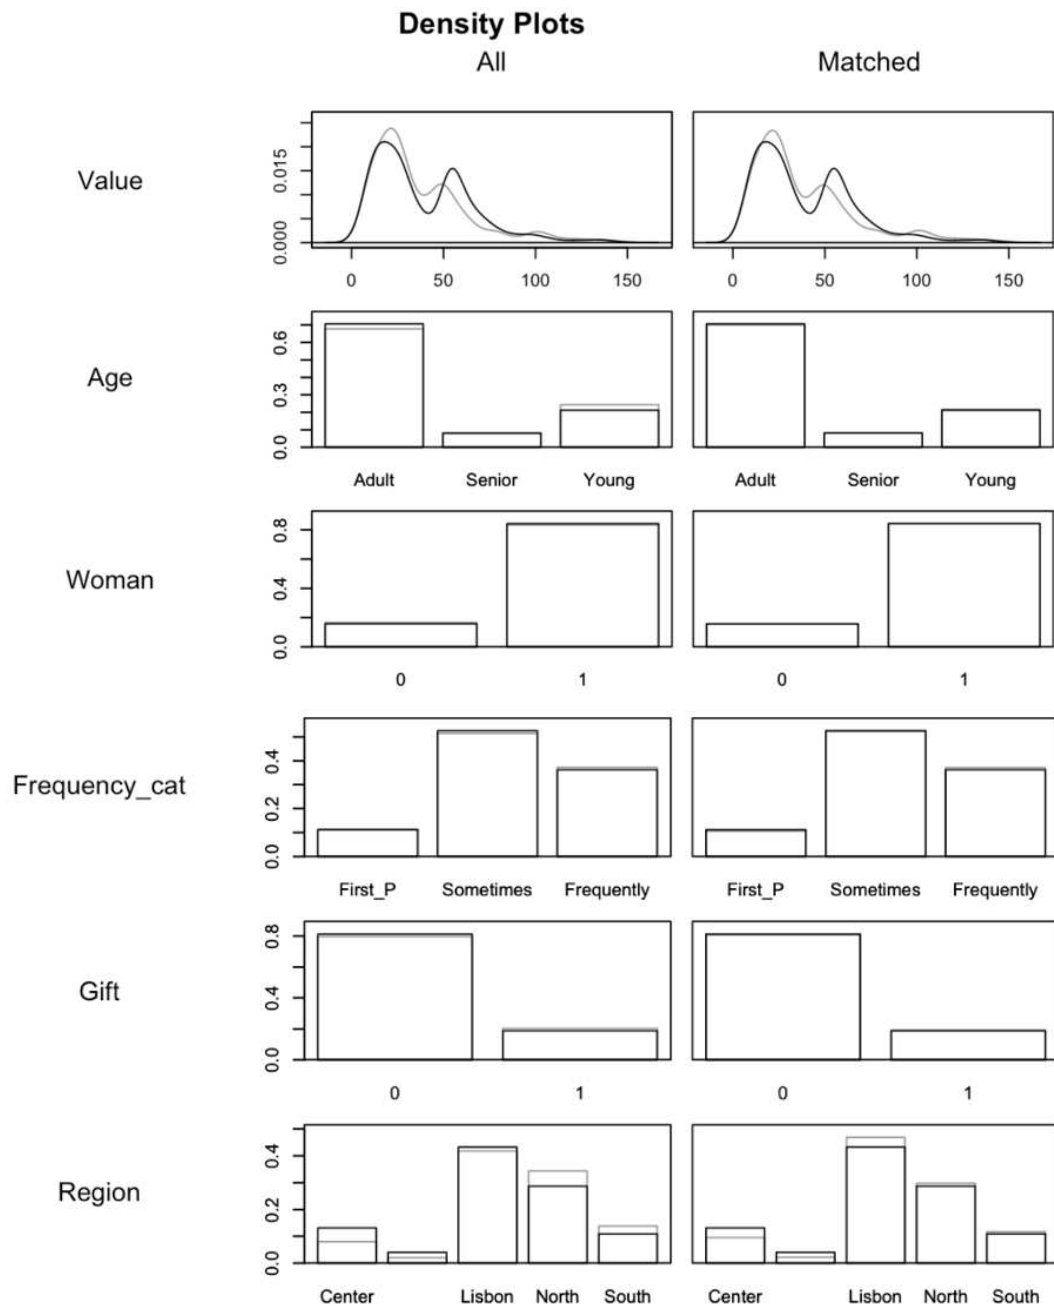 Density Plots
All Matched
Value
0.000 0.015
0 50 100 150 0 50 100 150
Age
0.0 0.3 0.6
Adult Senior Young Adult Senior Young
Woman
0.0 0.4 0.8
0 1 0 1
Frequency_cat
0.0 0.2 0.4
First_P Sometimes Frequently First_P Sometimes Frequently
Gift
0.0 0.4 0.8
0 1 0 1
Region
0.0 0.2 0.4
Center Lisbon North South Center Lisbon North South